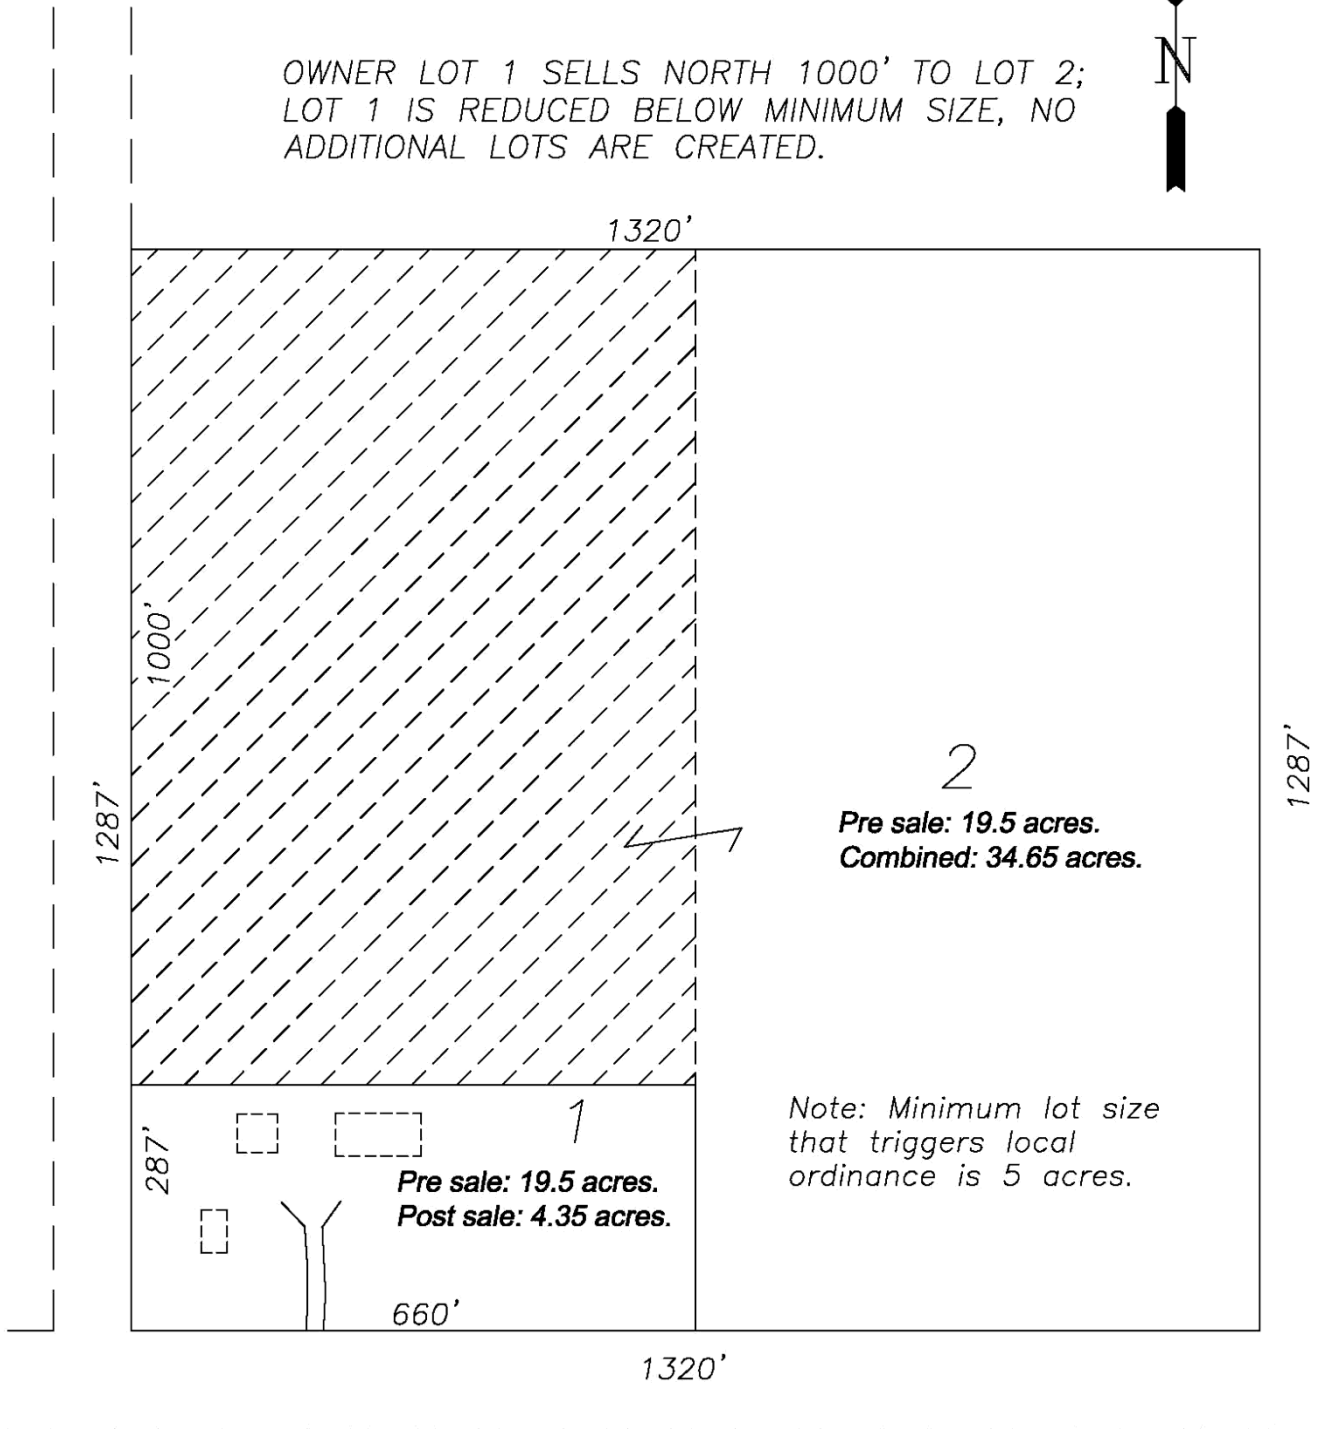 OWNER LOT 1 SELLS NORTH 1000' TO LOT 2;
LOT 1 IS REDUCED BELOW MINIMUM SIZE, NO
ADDITIONAL LOTS ARE CREATED.
N
1320'
1000'
1287'
1287'
2
Pre sale: 19.5 acres.
Combined: 34.65 acres.
1
287'
Pre sale: 19.5 acres.
Post sale: 4.35 acres.
Note: Minimum lot size
that triggers local
ordinance is 5 acres.
660'
1320'